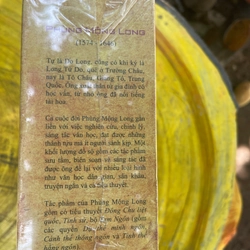 PHÙNG MỘNG LONG
(1574 - 1646)
Tự là Dô Long, cũng có khi ký là
Long Tử Do, quê ở Trường Châu,
nay là Tô Châu, Giang Tô, Trung
Quốc. Ông xuất thân từ gia đình có
học vấn, từ nhỏ ông đã nổi tiếng
tài hoa.
Cả cuộc đời Phùng Mộng Long gắn
liền với việc nghiên cứu, chỉnh lý,
sáng tác văn học, đạt được những
thành tựu mà ít người sánh kịp. Một
khối lượng đồ sộ gồm các tác phẩm
sưu tầm, biên soạn và sáng tác đã
được ông để lại với nhiều thể loại
như văn học dân gian, sân khấu,
truyện ngắn và cả tiểu thuyết.
Tác phẩm của Phùng Mộng Long
gồm có tiểu thuyết Đông Chu liệt
quốc, Tình sử, bộ Tam Ngôn (gồm
các quyển Dụ thế minh ngôn,
Cảnh thế thông ngôn và Tỉnh thế
hằng ngôn)